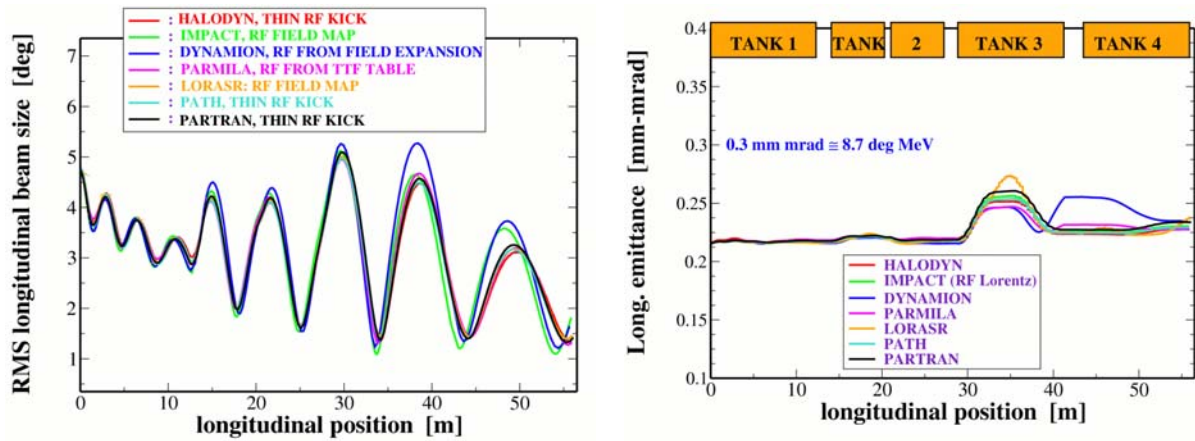 : HALODYN, THIN RF KICK
: IMPACT, RF FIELD MAP
: DYNAMION, RF FROM FIELD EXPANSION
: PARMILA, RF FROM TTF TABLE
: LORASR: RF FIELD MAP
: PATH, THIN RF KICK
: PARTRAN, THIN RF KICK
RMS longitudinal beam size [deg]
7
6
5
4
3
2
1
0 10 20 30 40 50
longitudinal position [m]
TANK 1 TANK 2 TANK 3 TANK 4
0.3 mm mrad ≅ 8.7 deg MeV
Long. emittance [mm-mrad]
0.4
0.35
0.3
0.25
0.2
0.15
0.1
HALODYN
IMPACT (RF Lorentz)
DYNAMION
PARMILA
LORASR
PATH
PARTRAN
0 10 20 30 40 50
longitudinal position [m]